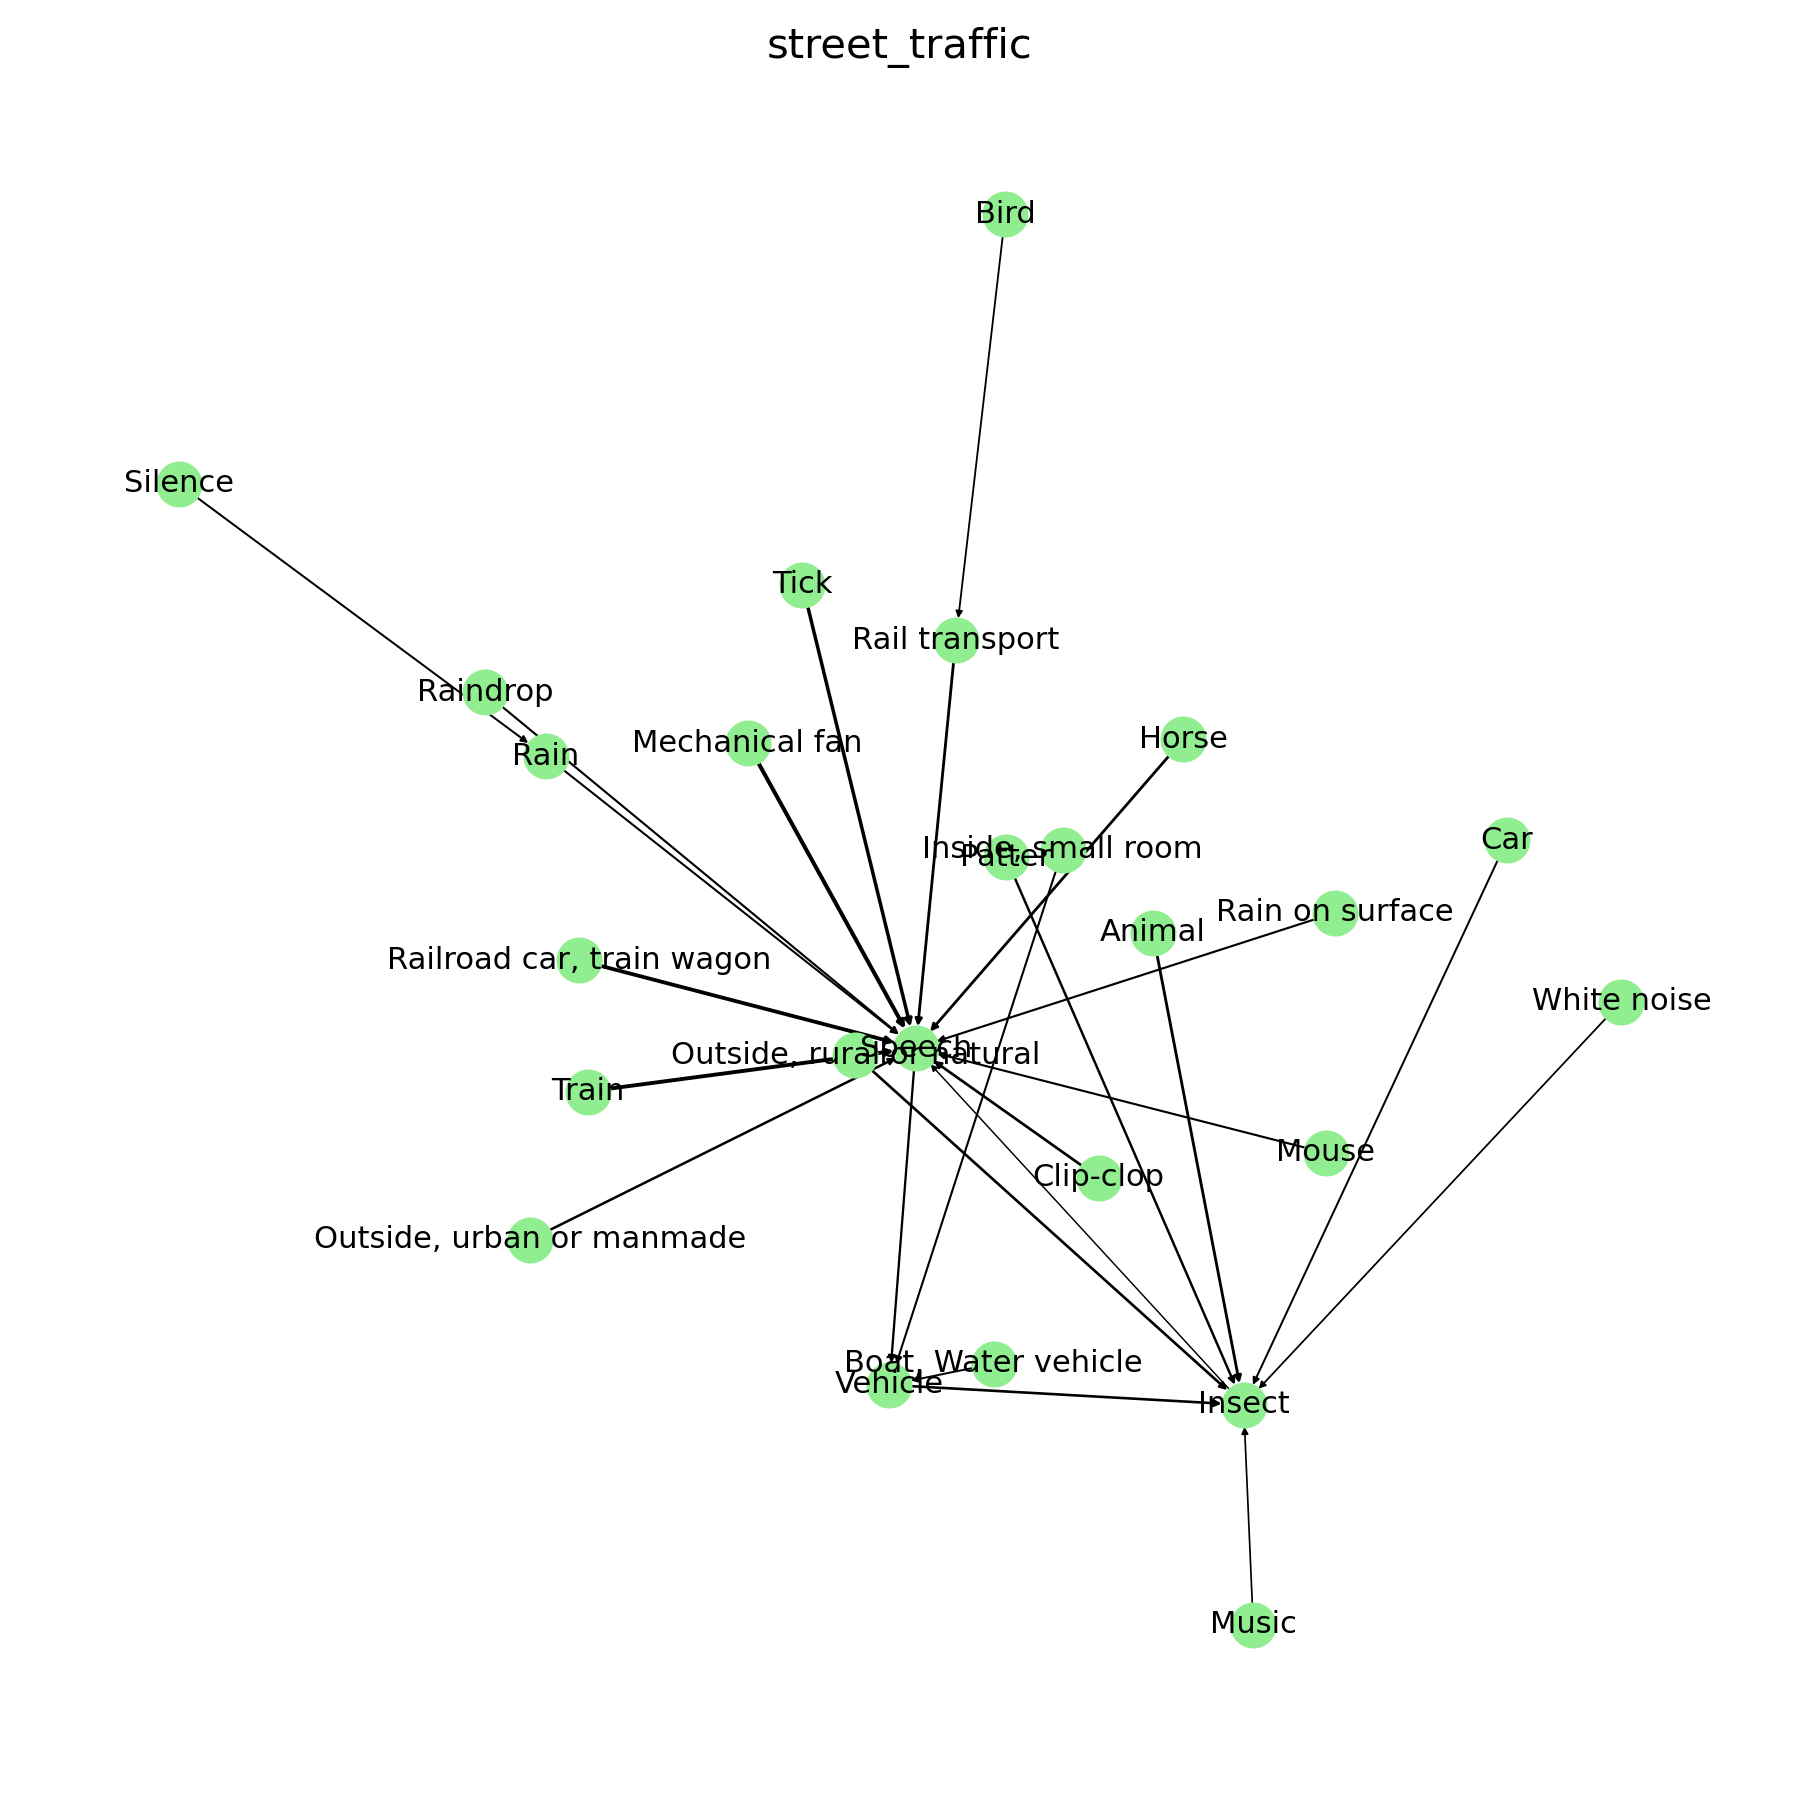 street_traffic
Bird
Silence
Tick
Rail transport
Raindrop
Mechanical fan
Horse
Rain
Car
Inside, small room
Patter
Rain on surface
Animal
Railroad car, train wagon
White noise
Speech
Outside, rural or natural
Train
Mouse
Clip-clop
Outside, urban or manmade
Boat, Water vehicle
Vehicle
Insect
Music